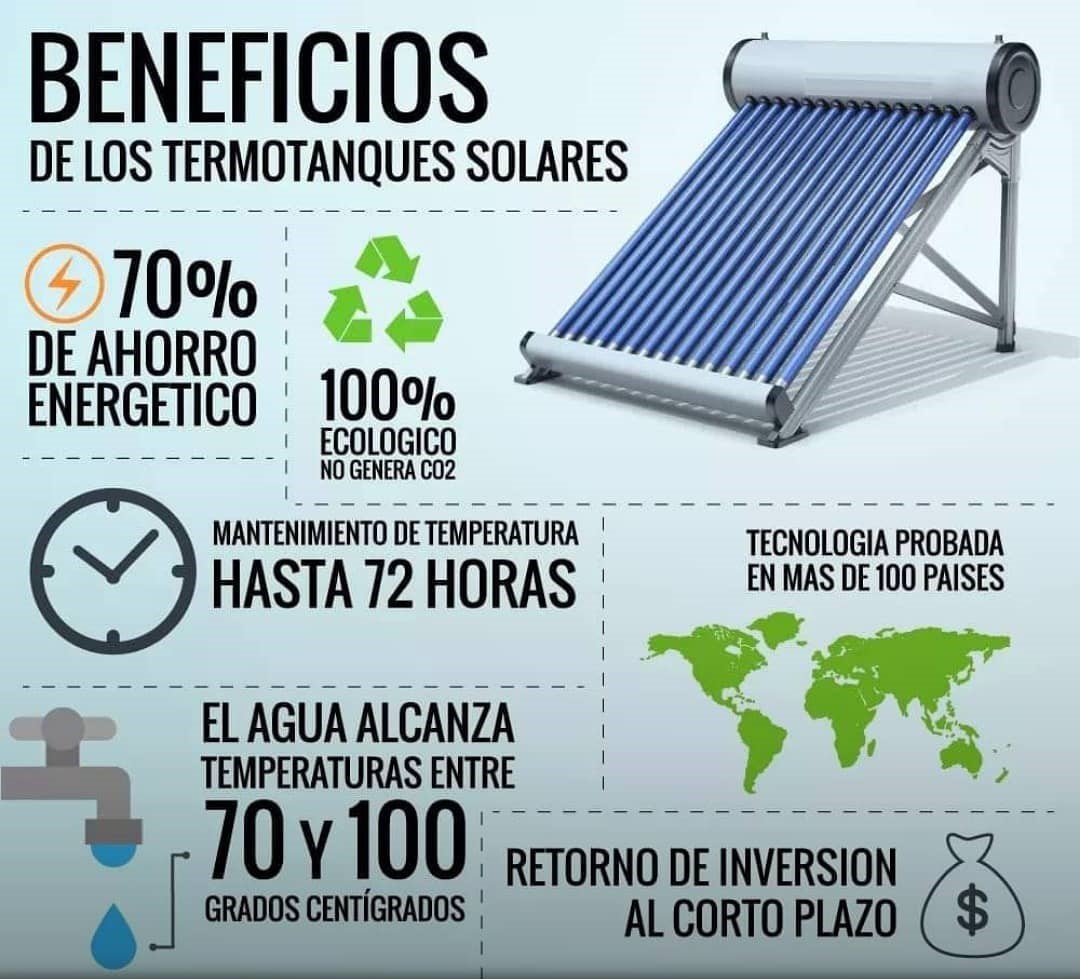 BENEFICIOS
DE LOS TERMOTANQUES SOLARES
70%
DE AHORRO
ENERGETICO
100%
ECOLOGICO
NO GENERA CO2
MANTENIMIENTO DE TEMPERATURA
HASTA 72 HORAS
TECNOLOGIA PROBADA
EN MAS DE 100 PAISES
EL AGUA ALCANZA
TEMPERATURAS ENTRE
70 Y 100
GRADOS CENTÍGRADOS
RETORNO DE INVERSION
AL CORTO PLAZO
$